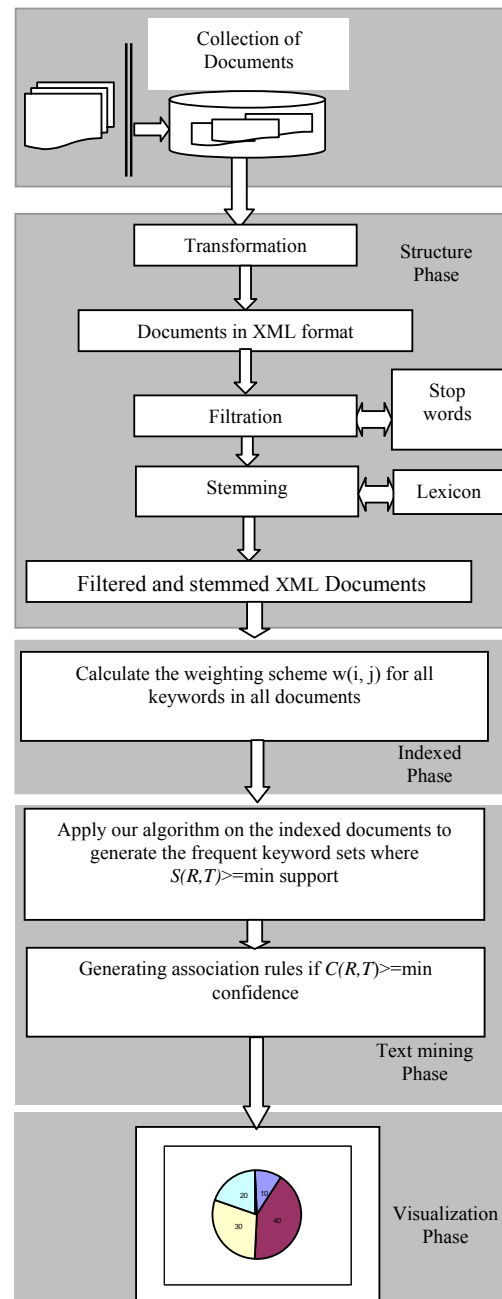 Collection of
Documents
Transformation
Structure
Phase
Documents in XML format
Filtration
Stop
words
Stemming
Lexicon
Filtered and stemmed XML Documents
Calculate the weighting scheme w(i, j) for all
keywords in all documents
Indexed
Phase
Apply our algorithm on the indexed documents to
generate the frequent keyword sets where
S(R,T)>=min support
Generating association rules if C(R,T)>=min
confidence
Text mining
Phase
20
10
30
40
Visualization
Phase